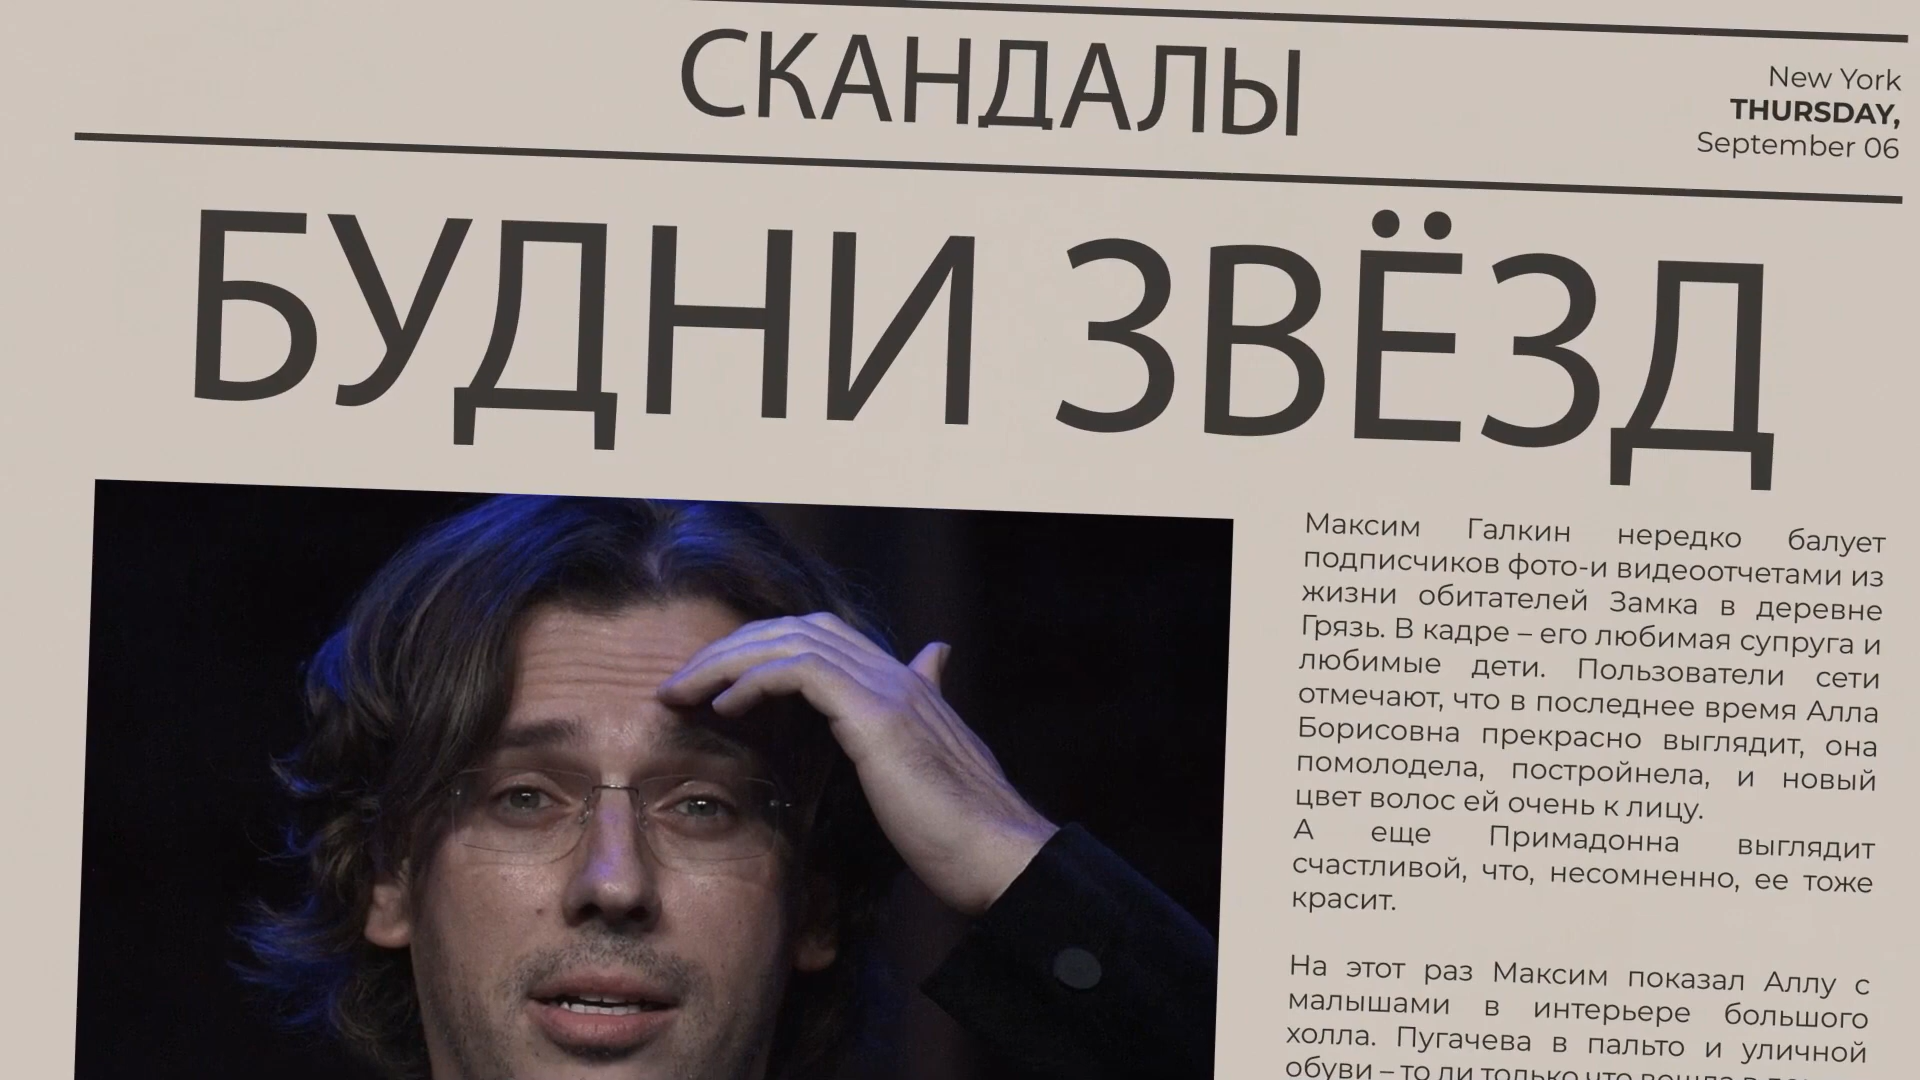 СКАНДАЛЫ
New York
THURSDAY,
September 06
БУДНИ ЗВЁЗД
Максим Галкин нередко балует
подписчиков фото-и видеоотчетами из
жизни обитателей Замка в деревне
Грязь. В кадре – его любимая супруга и
любимые дети. Пользователи сети
отмечают, что в последнее время Алла
Борисовна прекрасно выглядит, она
помолодела, постройнела, и новый
цвет волос ей очень к лицу.
А еще Примадонна выглядит
счастливой, что, несомненно, ее тоже
красит.
На этот раз Максим показал Аллу с
малышами в интерьере большого
холла. Пугачева в пальто и уличной
обуви – то ли только что вошла в